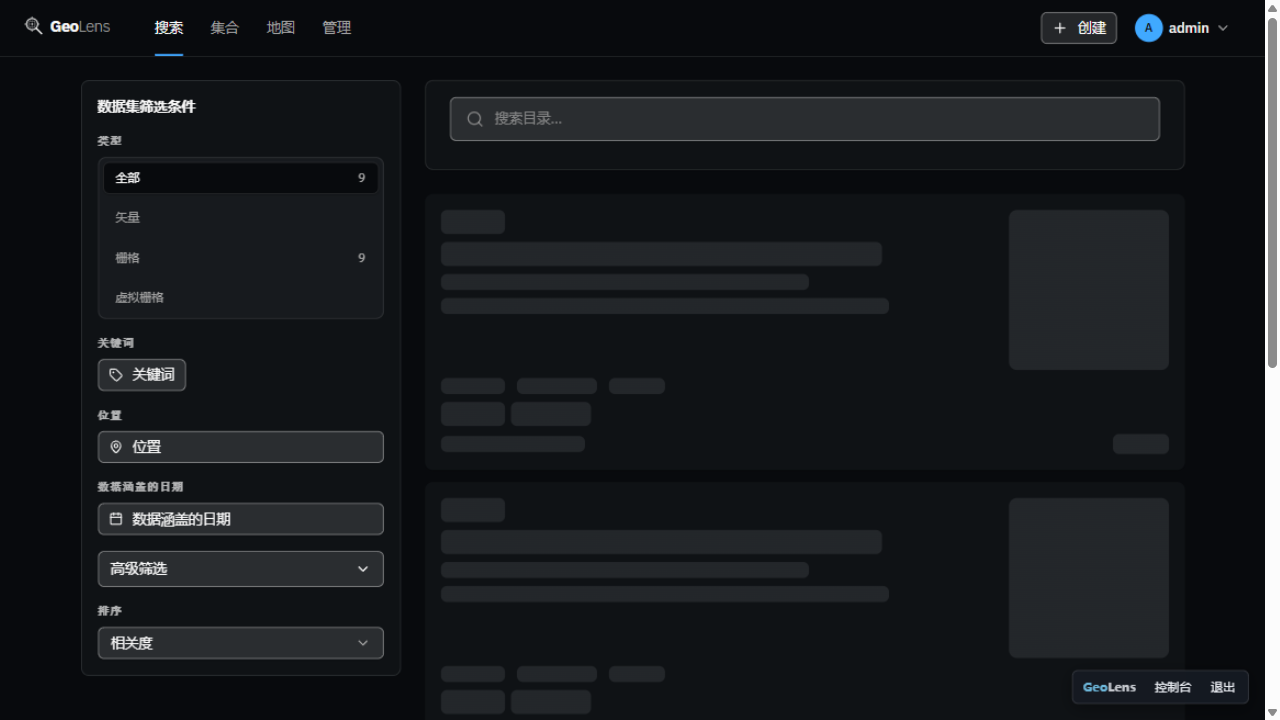 GeoLens 搜索 集合 地图 管理 创建 A admin
数据集筛选条件
类型
全部 9
矢量
栅格 9
虚拟栅格
关键词
关键词
位置
位置
数据涵盖的日期
数据涵盖的日期
高级筛选
排序
相关度
搜索目录...
GeoLens 控制台 退出